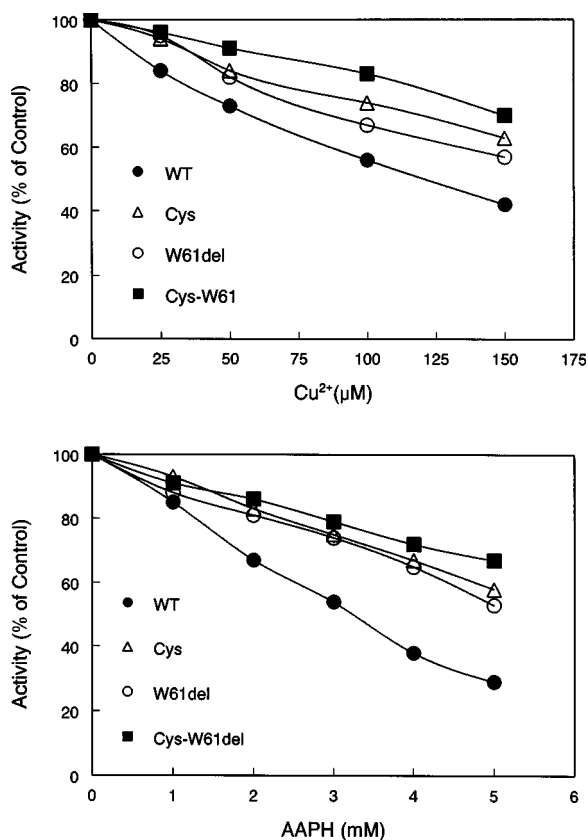 100
80
60
40
20
0
Activity (% of Control)
WT
Cys
W61del
Cys-W61
0
25
50
75
100
125
150
175
Cu²⁺(µM)
100
80
60
40
20
0
Activity (% of Control)
WT
Cys
W61del
Cys-W61del
0
1
2
3
4
5
6
AAPH (mM)